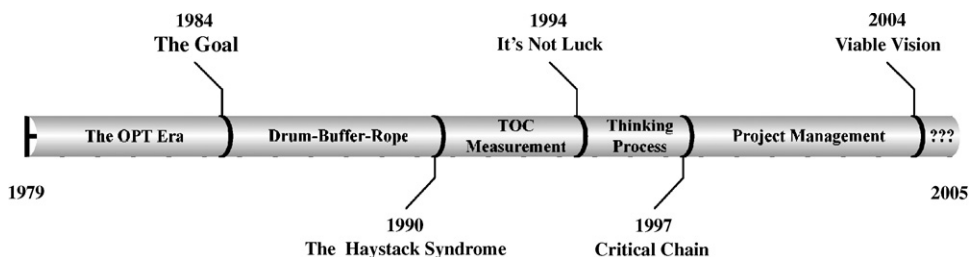 1984
The Goal
1994
It's Not Luck
2004
Viable Vision
The OPT Era
Drum-Buffer-Rope
TOC
Measurement
Thinking
Process
Project Management
???
1979
2005
1990
The Haystack Syndrome
1997
Critical Chain